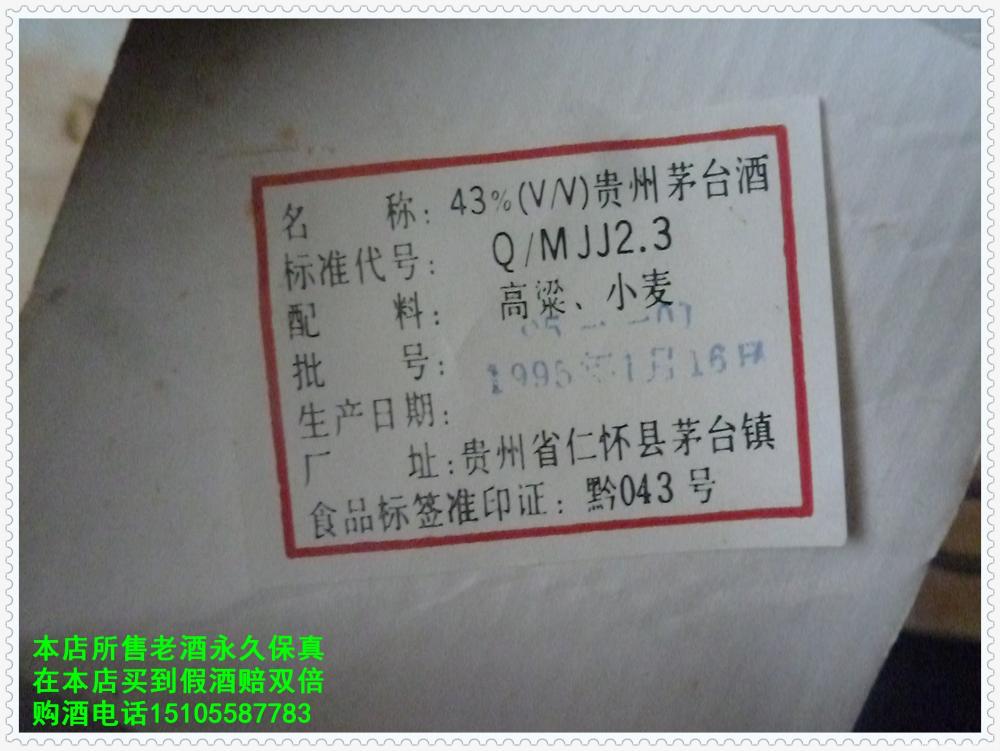 名 称: 43%(V/V)贵州茅台酒
标准代号: Q/MJJ2.3
配 料: 高粱、小麦
批 号:
生产日期: 1995年1月16日
厂 址: 贵州省仁怀县茅台镇
食品标签准印证: 黔043号
本店所售老酒永久保真
在本店买到假酒赔双倍
购酒电话15105587783